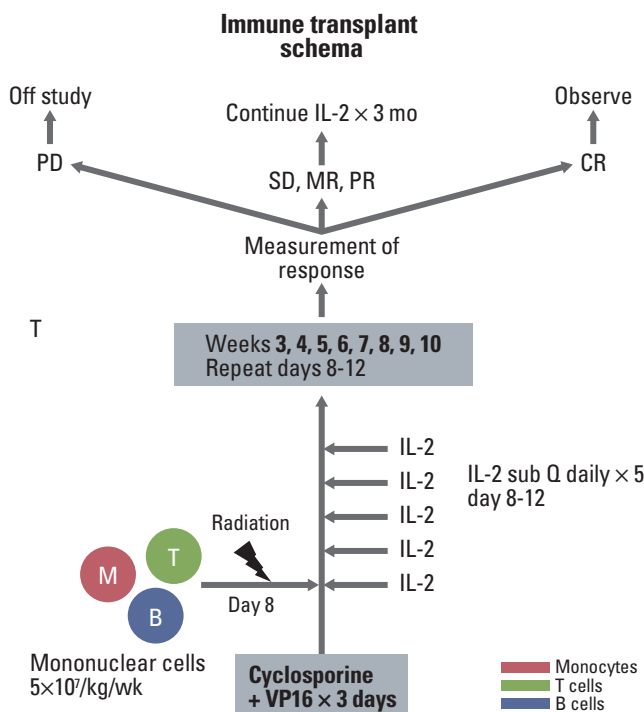 Immune transplant
schema
Off study
Continue IL-2 × 3 mo
Observe
PD
SD, MR, PR
CR
Measurement of
response
T
Weeks 3, 4, 5, 6, 7, 8, 9, 10
Repeat days 8-12
IL-2
IL-2
IL-2
IL-2
IL-2
IL-2 sub Q daily × 5
day 8-12
Radiation
M
T
B
Day 8
Mononuclear cells
5×10⁷/kg/wk
Cyclosporine
+ VP16 × 3 days
Monocytes
T cells
B cells